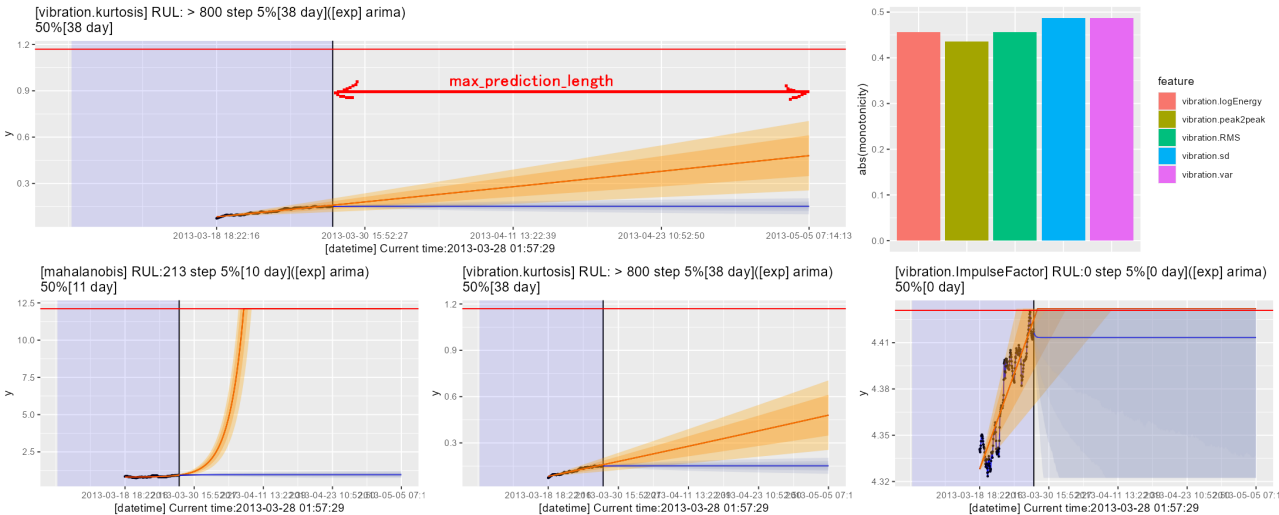 [vibration.kurtosis] RUL: > 800 step 5%[38 day]([exp] arima)
50%[38 day]
1.2
0.9
0.6
0.3
y
max_prediction_length
2013-03-18 18:22:16
2013-03-30 15:52:27
2013-04-11 13:22:39
2013-04-23 10:52:50
2013-05-05 07:14:13
[datetime] Current time:2013-03-28 01:57:29
0.5
0.4
0.3
0.2
0.1
0.0
abs(monotonicity)
feature
vibration.logEnergy
vibration.peak2peak
vibration.RMS
vibration.sd
vibration.var
[mahalanobis] RUL:213 step 5%[10 day]([exp] arima)
50%[11 day]
12.5
10.0
7.5
5.0
2.5
y
[datetime] Current time:2013-03-28 01:57:29
[vibration.kurtosis] RUL: > 800 step 5%[38 day]([exp] arima)
50%[38 day]
1.2
0.9
0.6
0.3
y
[datetime] Current time:2013-03-28 01:57:29
[vibration.ImpulseFactor] RUL:0 step 5%[0 day]([exp] arima)
50%[0 day]
4.41
4.38
4.35
4.32
y
[datetime] Current time:2013-03-28 01:57:29